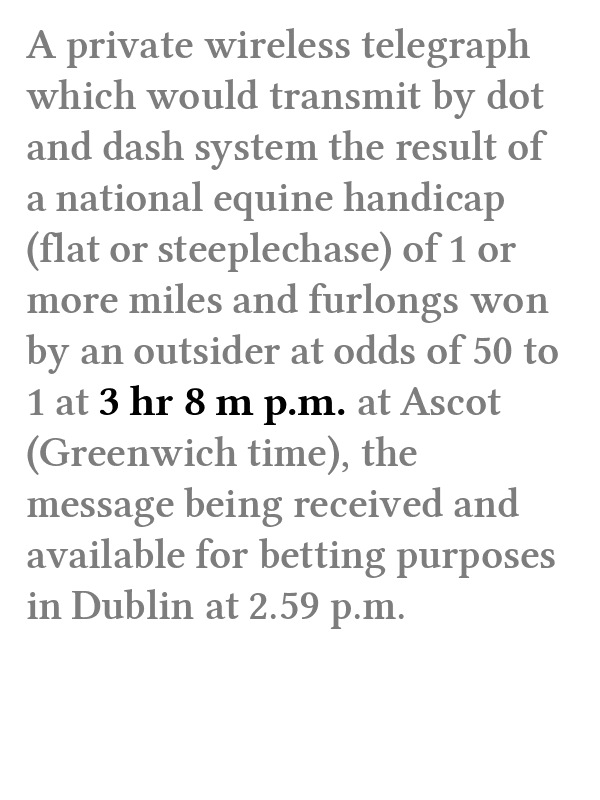 A private wireless telegraph
which would transmit by dot
and dash system the result of
a national equine handicap
(flat or steeplechase) of 1 or
more miles and furlongs won
by an outsider at odds of 50 to
1 at 3 hr 8 m p.m. at Ascot
(Greenwich time), the
message being received and
available for betting purposes
in Dublin at 2.59 p.m.